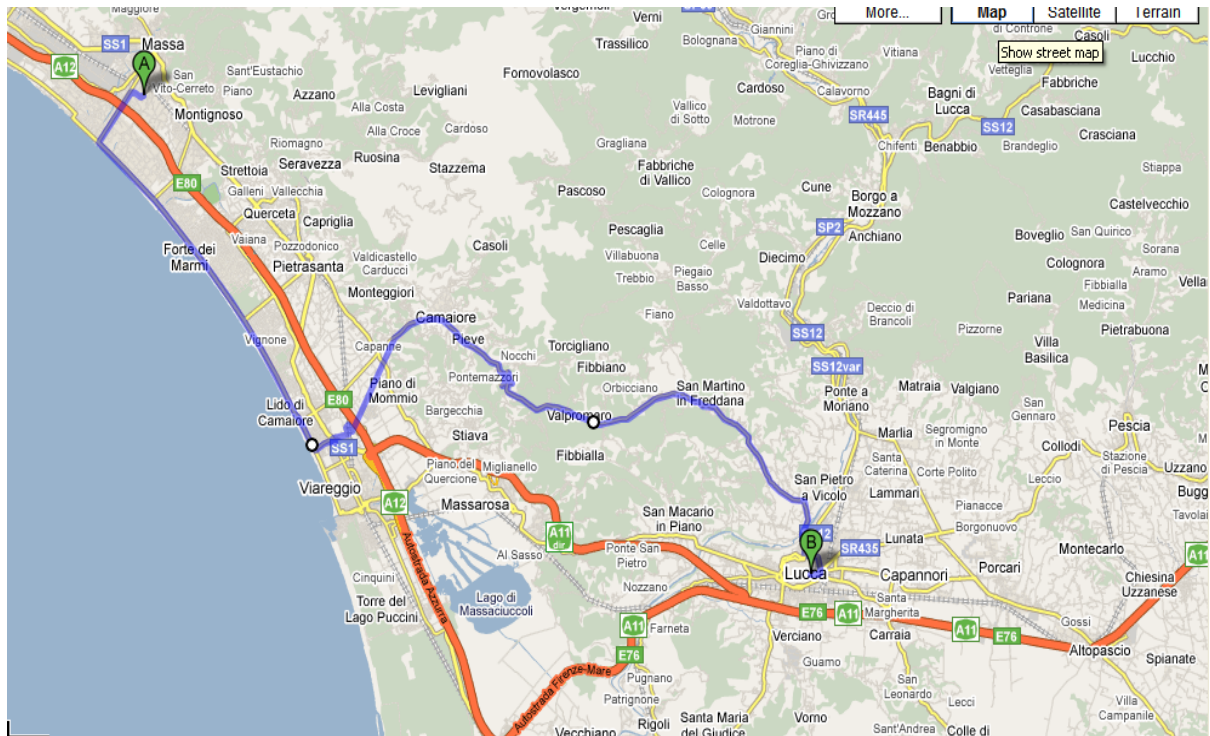 Maggiore
Vergemoli
Verni
Gro
More...
Map
Satellite
Terrain
Show street map
di Controne
Casoli
SS1
Massa
Trassilico
Bolognana
Giannini
Piano di
Coreglia-Ghivizzano
Vitiana
Lucchio
A12
A
San
Vito-Cerreto
Sant'Eustachio
Piano
Azzano
Levigliani
Fornovolasco
Cardoso
Calavorno
Vetteglia
Fabbriche
Montignoso
Alla Costa
Vallico
di Sotto
Motrone
SR445
Bagni di
Lucca
Casabasciana
SS12
Crasciana
Alla Croce
Cardoso
Riomagno
Gragliana
Chifenti
Benabbio
Brandeglio
Strettoia
Seravezza
Ruosina
Stazzema
Fabbriche
di Vallico
Stiappa
E80
Galleni
Vallecchia
Pascoso
Colognora
Cune
Borgo a
Mozzano
Castelvecchio
Querceta
Capriglia
Pescaglia
SP2
Anchiano
Boveglio
San Quirico
Forte dei
Marmi
Vaiana
Pozzodonico
Casoli
Celle
Sorana
Pietrasanta
Valdicastello
Carducci
Villabuona
Diecimo
Colognora
Aramo
Trebbio
Piegaio
Basso
Fibbialla
Vella
Monteggiori
Valdottavo
Deccio di
Brancoli
Pariana
Medicina
Camaiore
Fiano
SS12
Pizzorne
Pietrabuona
Vignone
Capanne
Pieve
Nocchi
Torcigliano
Villa
Basilica
Fibbiano
SS12var
M
C
Pontemazzori
Orbicciano
San Martino
in Freddana
Ponte a
Moriano
Matraia
Valgiano
E80
Piano di
Mommio
Lido di
Camaiore
Bargecchia
Valpromaro
San
Gennaro
Pescia
SS1
Stiava
Marlia
Segromigno
in Monte
Collodi
Fibbialla
Santa
Caterina
Stazione
di Pescia
Uzzano
Piano del
Quercione
Miglianello
San Pietro
a Vicolo
Corte Polito
Leccio
Viareggio
A12
Massarosa
Lammari
Bugg
San Macario
in Piano
Pianacce
Borgonuovo
Tavolai
A11
dir
B
SR435
Lunata
Montecarlo
A11
Al Sasso
Ponte San
Pietro
Lucca
Capannori
Porcari
Chiesina
Uzzanese
Cinquini
Nozzano
Autostrada Azzurra
Lago di
Massaciuccoli
Santa
Margherita
Torre del
Lago Puccini
E76
A11
Gossi
A11
Farneta
Verciano
Carraia
A11
E76
Altopascio
E76
Spianate
Guamo
Pugnano
San
Leonardo
Lecci
Autostrada Firenze-Mare
Patrignone
Villa
Campanile
Vecchiano
Rigoli
Santa Maria
del Giudice
Vorno
Sant'Andrea
Colle di